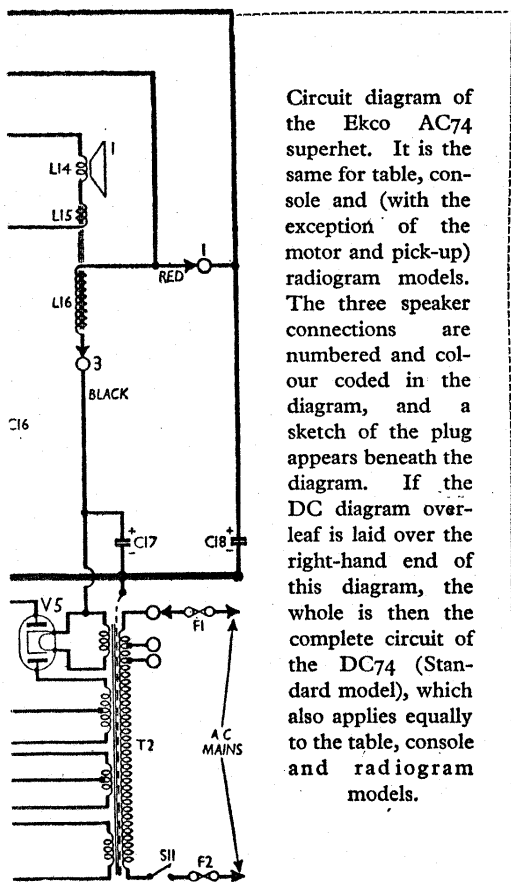 1
L14
L15
1
RED
L16
3
BLACK
C16
+
C17
-
+
C18
-
V5
F1
T2
A C
MAINS
S11
F2
Circuit diagram of
the Ekco AC74
superhet. It is the
same for table, con-
sole and (with the
exception of the
motor and pick-up)
radiogram models.
The three speaker
connections are
numbered and col-
our coded in the
diagram, and a
sketch of the plug
appears beneath the
diagram. If the
DC diagram over-
leaf is laid over the
right-hand end of
this diagram, the
whole is then the
complete circuit of
the DC74 (Stan-
dard model), which
also applies equally
to the table, console
and radiogram
models.